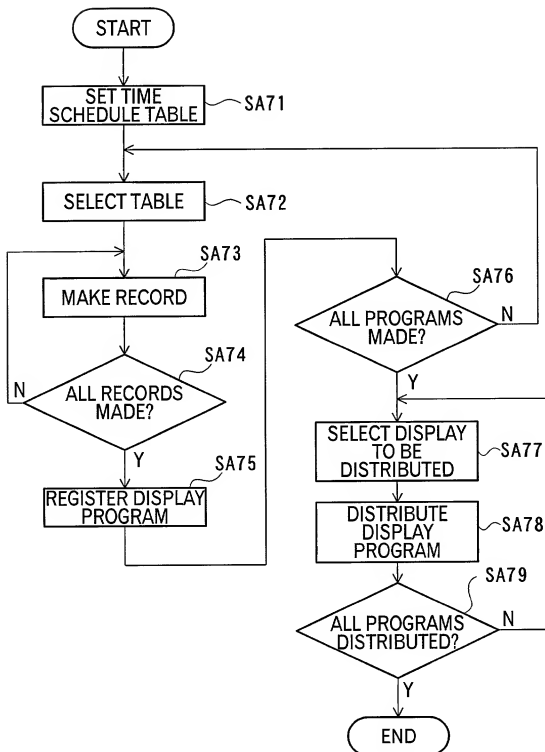 START
SET TIME
SCHEDULE TABLE
SA71
SELECT TABLE
SA72
SA73
MAKE RECORD
SA74
ALL RECORDS
MADE?
N
Y
SA75
REGISTER DISPLAY
PROGRAM
SA76
ALL PROGRAMS
MADE?
N
Y
SELECT DISPLAY
TO BE
DISTRIBUTED
SA77
DISTRIBUTE
DISPLAY
PROGRAM
SA78
SA79
ALL PROGRAMS
DISTRIBUTED?
N
Y
END